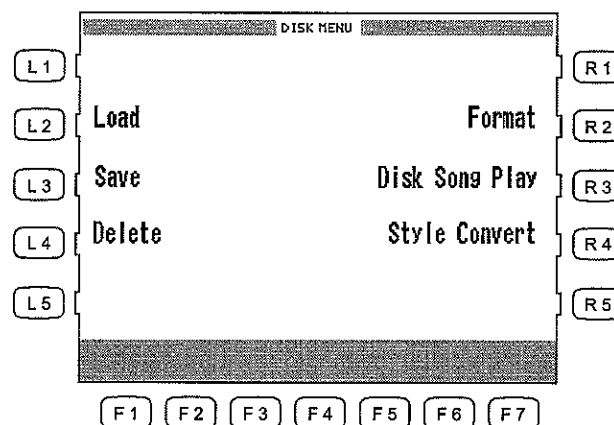 DISK MENU
L1 R1
L2 Load Format R2
L3 Save Disk Song Play R3
L4 Delete Style Convert R4
L5 R5
F1 F2 F3 F4 F5 F6 F7